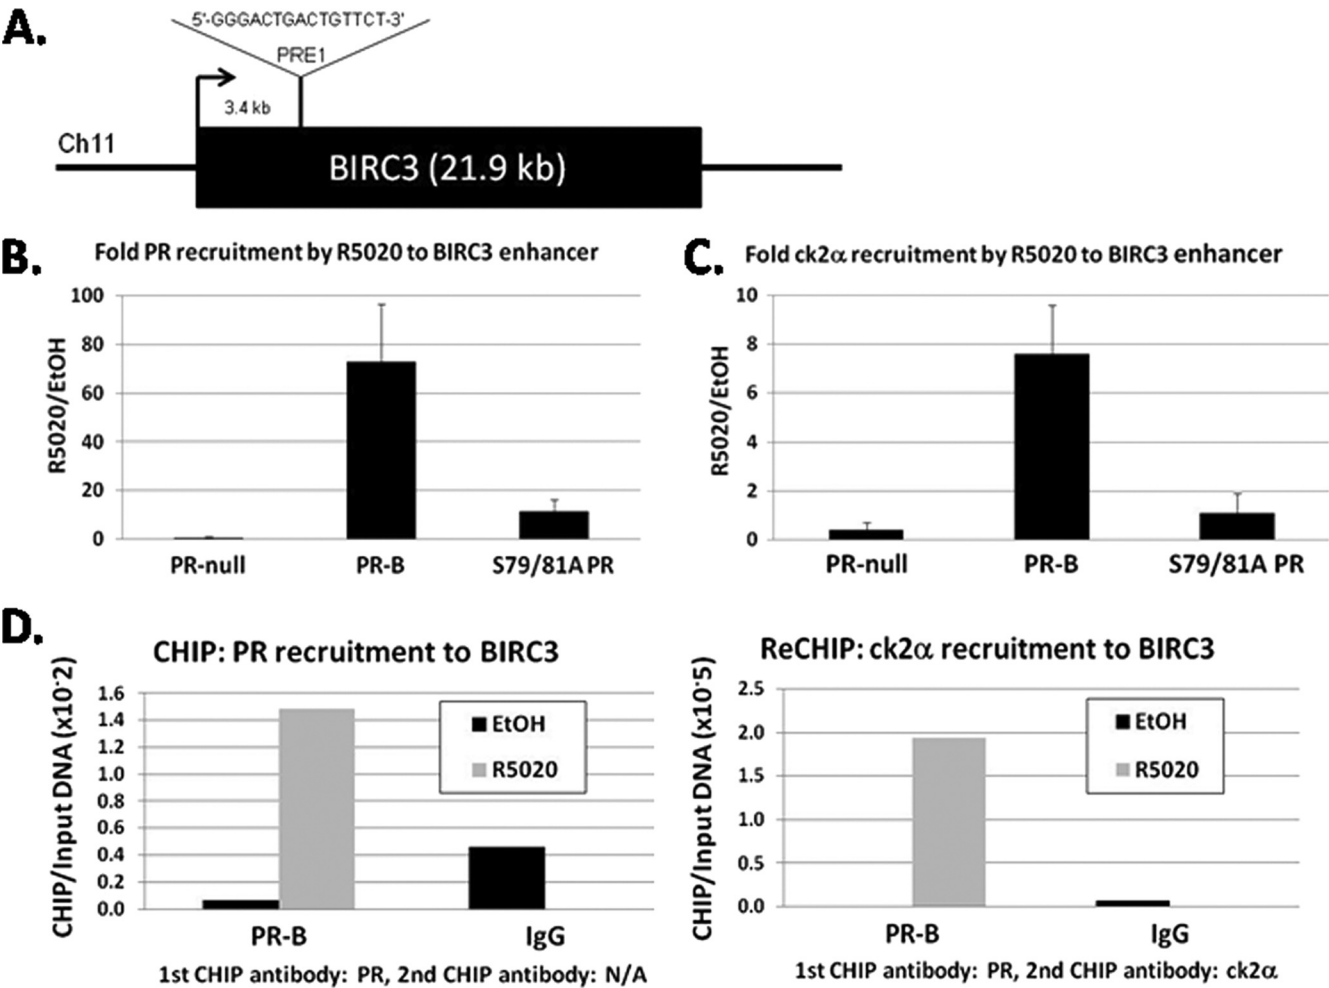 A.
5'-GGGACTGACTGTTCT-3'
PRE1
3.4 kb
Ch11
BIRC3 (21.9 kb)
B.
Fold PR recruitment by R5020 to BIRC3 enhancer
R5020/EtOH
100
80
60
40
20
0
PR-null PR-B S79/81A PR
C.
Fold ck2α recruitment by R5020 to BIRC3 enhancer
R5020/EtOH
10
8
6
4
2
0
PR-null PR-B S79/81A PR
D.
CHIP: PR recruitment to BIRC3
CHIP/Input DNA (x10-2)
1.6
1.4
1.2
1.0
0.8
0.6
0.4
0.2
0.0
EtOH
R5020
PR-B IgG
1st CHIP antibody: PR, 2nd CHIP antibody: N/A
ReCHIP: ck2α recruitment to BIRC3
CHIP/Input DNA (x10-5)
2.5
2.0
1.5
1.0
0.5
0.0
EtOH
R5020
PR-B IgG
1st CHIP antibody: PR, 2nd CHIP antibody: ck2α